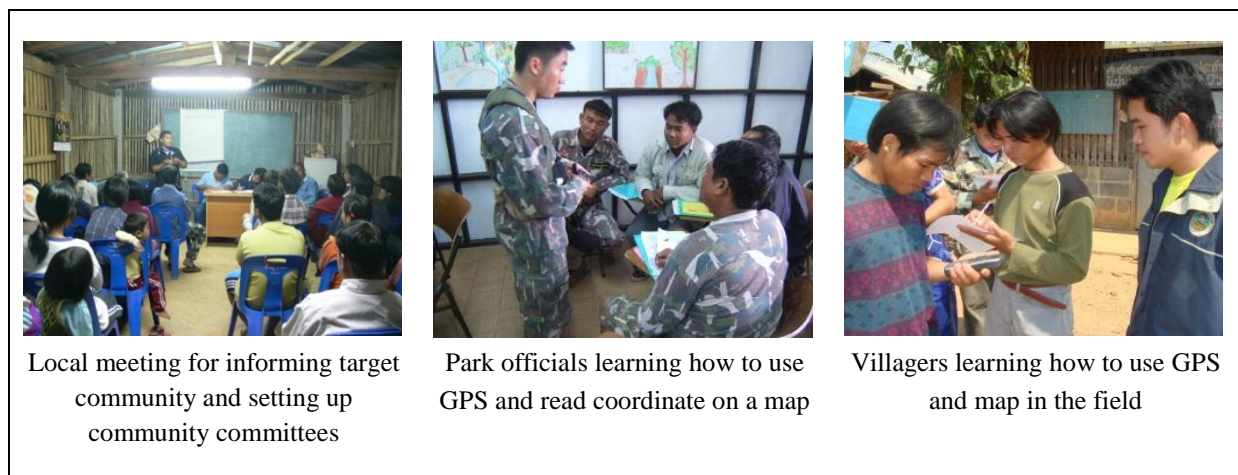 Local meeting for informing target
community and setting up
community committees
Park officials learning how to use
GPS and read coordinate on a map
Villagers learning how to use GPS
and map in the field